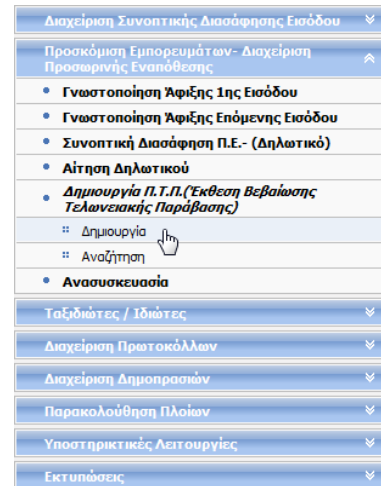 Διαχείριση Συνοπτικής Διασάφησης Εισόδου
Προσκόμιση Εμπορευμάτων- Διαχείριση
Προσωρινής Εναπόθεσης
Γνωστοποίηση Άφιξης 1ης Εισόδου
Γνωστοποίηση Άφιξης Επόμενης Εισόδου
Συνοπτική Διασάφηση Π.Ε.- (Δηλωτικό)
Αίτηση Δηλωτικού
Δημιουργία Π.Τ.Π.(Έκθεση Βεβαίωσης
Τελωνειακής Παράβασης)
Δημιουργία
Αναζήτηση
Ανασυσκευασία
Ταξιδιώτες / Ιδιώτες
Διαχείριση Πρωτοκόλλων
Διαχείριση Δημοπρασιών
Παρακολούθηση Πλοίων
Υποστηρικτικές Λειτουργίες
Εκτυπώσεις